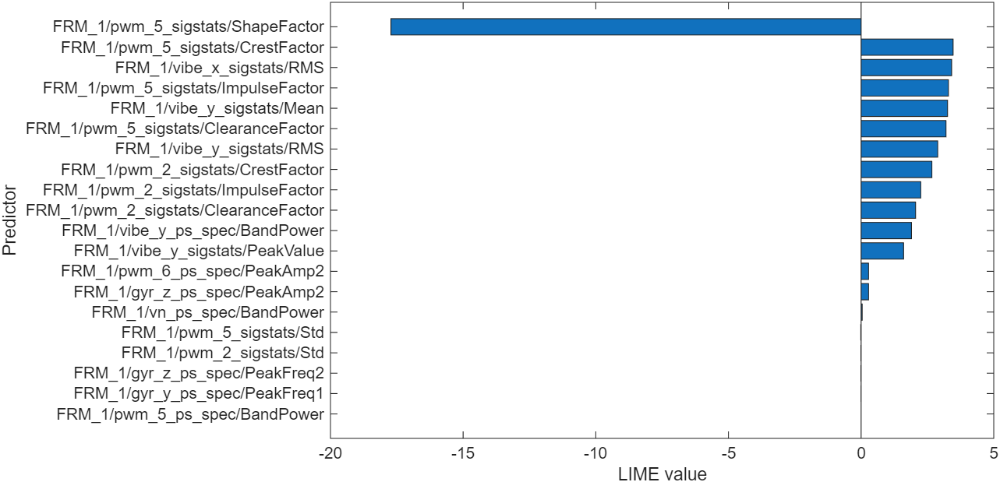 FRM_1/pwm_5_sigstats/ShapeFactor
FRM_1/pwm_5_sigstats/CrestFactor
FRM_1/vibe_x_sigstats/RMS
FRM_1/pwm_5_sigstats/ImpulseFactor
FRM_1/vibe_y_sigstats/Mean
FRM_1/pwm_5_sigstats/ClearanceFactor
FRM_1/vibe_y_sigstats/RMS
FRM_1/pwm_2_sigstats/CrestFactor
FRM_1/pwm_2_sigstats/ImpulseFactor
FRM_1/pwm_2_sigstats/ClearanceFactor
FRM_1/vibe_y_ps_spec/BandPower
FRM_1/vibe_y_sigstats/PeakValue
FRM_1/pwm_6_ps_spec/PeakAmp2
FRM_1/gyr_z_ps_spec/PeakAmp2
FRM_1/vn_ps_spec/BandPower
FRM_1/pwm_5_sigstats/Std
FRM_1/pwm_2_sigstats/Std
FRM_1/gyr_z_ps_spec/PeakFreq2
FRM_1/gyr_y_ps_spec/PeakFreq1
FRM_1/pwm_5_ps_spec/BandPower
Predictor
-20 -15 -10 -5 0 5
LIME value